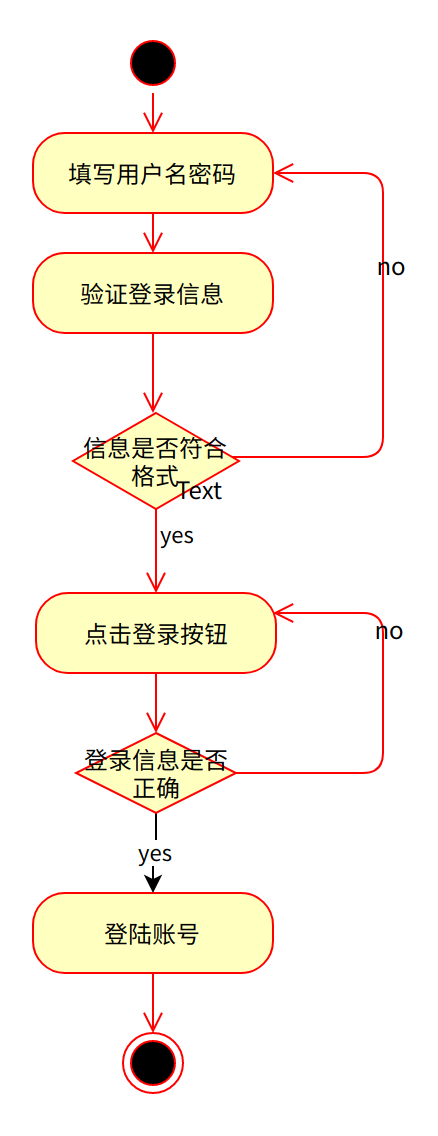 填写用户名密码
no
验证登录信息
信息是否符合
格式
Text
yes
点击登录按钮
no
登录信息是否
正确
yes
登陆账号